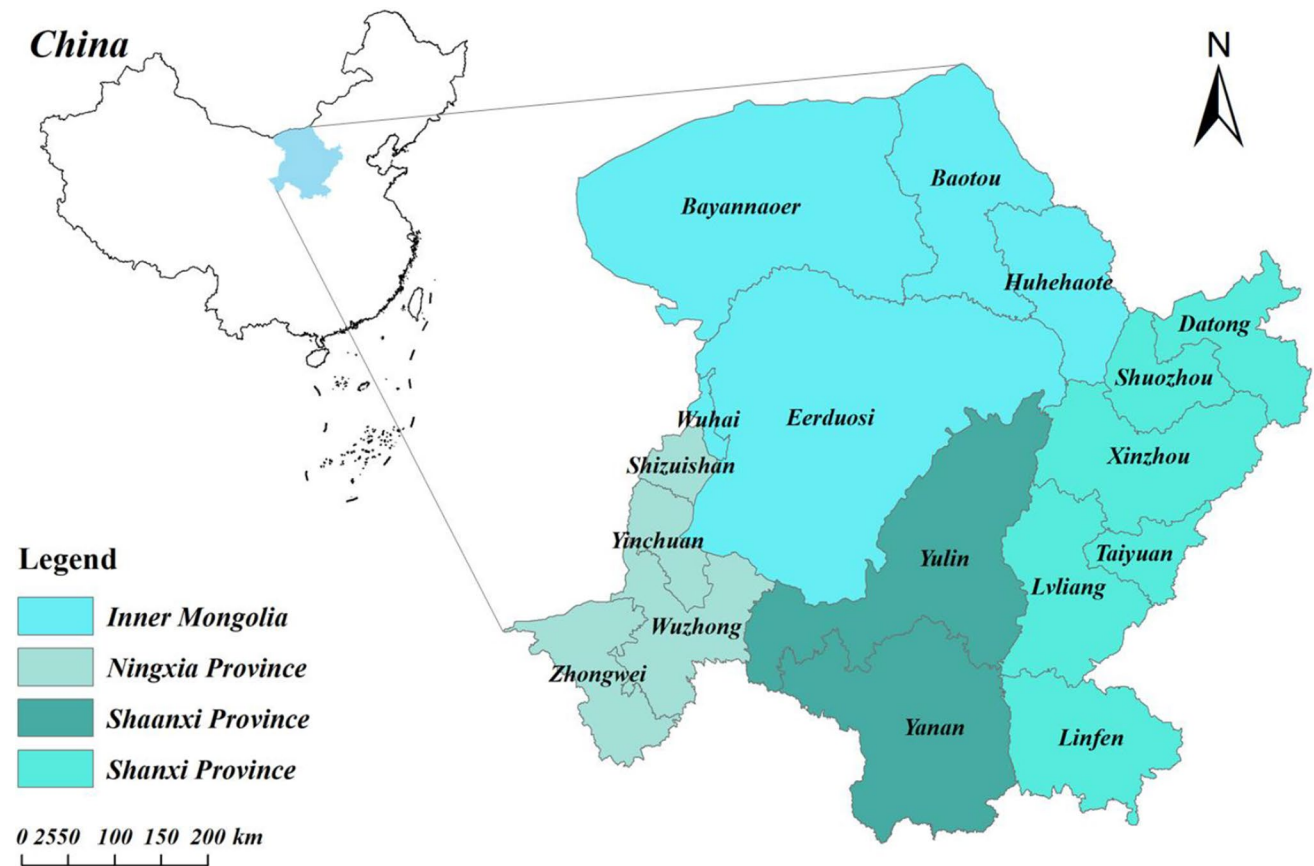 China
N
Baotou
Bayannaoer
Huhehaote
Datong
Shuozhou
Wuhai
Eerduosi
Xinzhou
Shizuishan
Yinchuan
Taiyuan
Yulin
Lvliang
Wuzhong
Zhongwei
Yanan
Linfen
Legend
Inner Mongolia
Ningxia Province
Shaanxi Province
Shanxi Province
0 2550 100 150 200 km